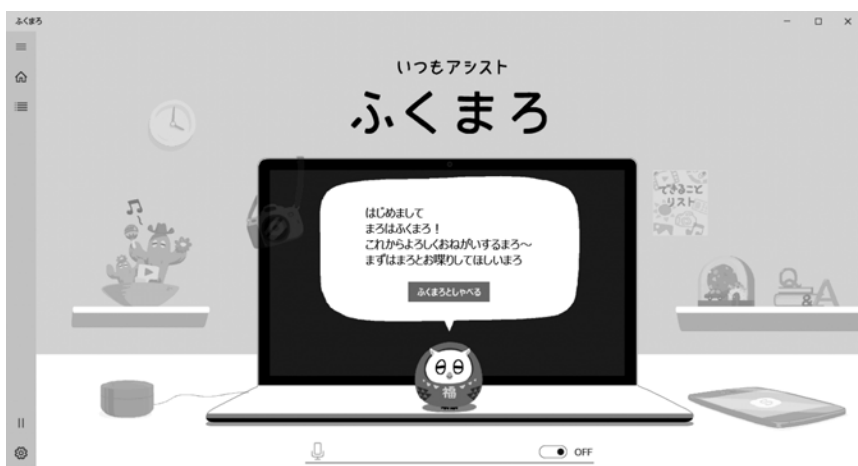 ふくまろ
いつもアシスト
ふくまろ
できること
リスト
はじめまして
まろはふくまろ！
これからよろしくおねがいするまろ～
まずはまろとお喋りしてほしいまろ
ふくまろとしゃべる
福
Q
A
OFF